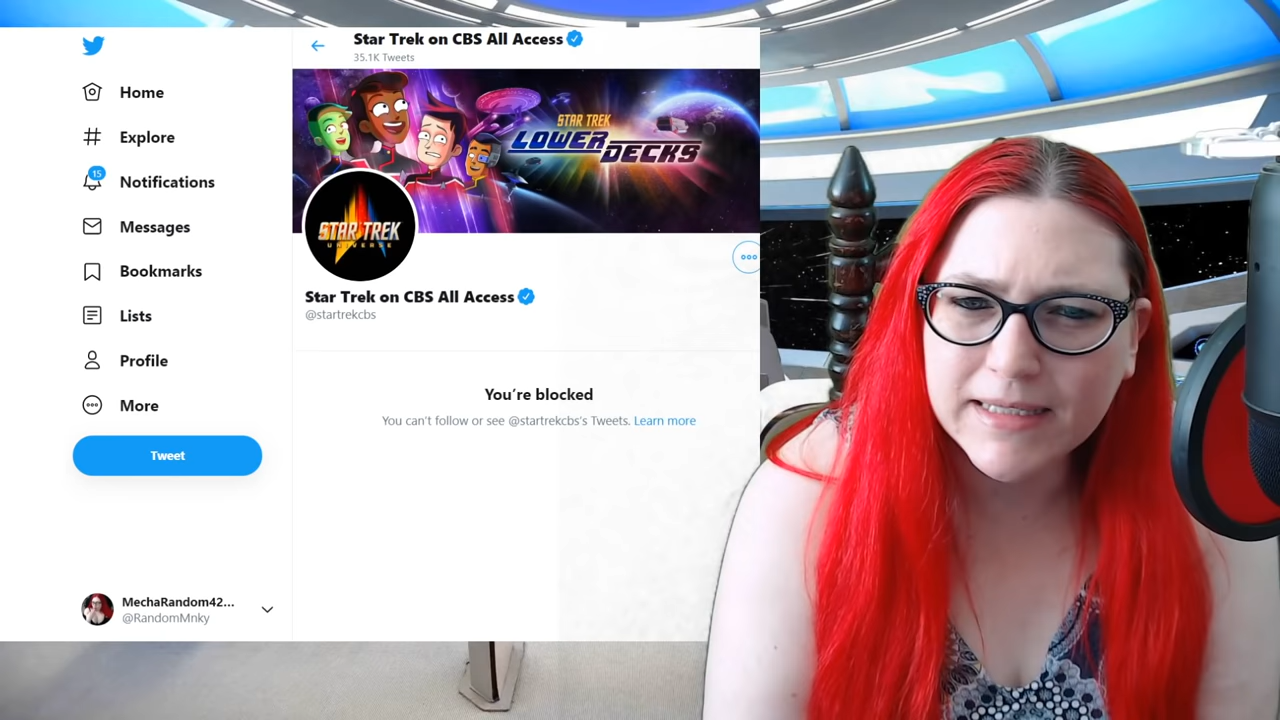 Home
Explore
15
Notifications
Messages
Bookmarks
Lists
Profile
More
Tweet
MechaRandom42...
@RandomMnky
Star Trek on CBS All Access
35.1K Tweets
STAR TREK
LOWER DECKS
STAR TREK
UNIVERSE
Star Trek on CBS All Access
@startrekcbs
You're blocked
You can't follow or see @startrekcbs's Tweets. Learn more